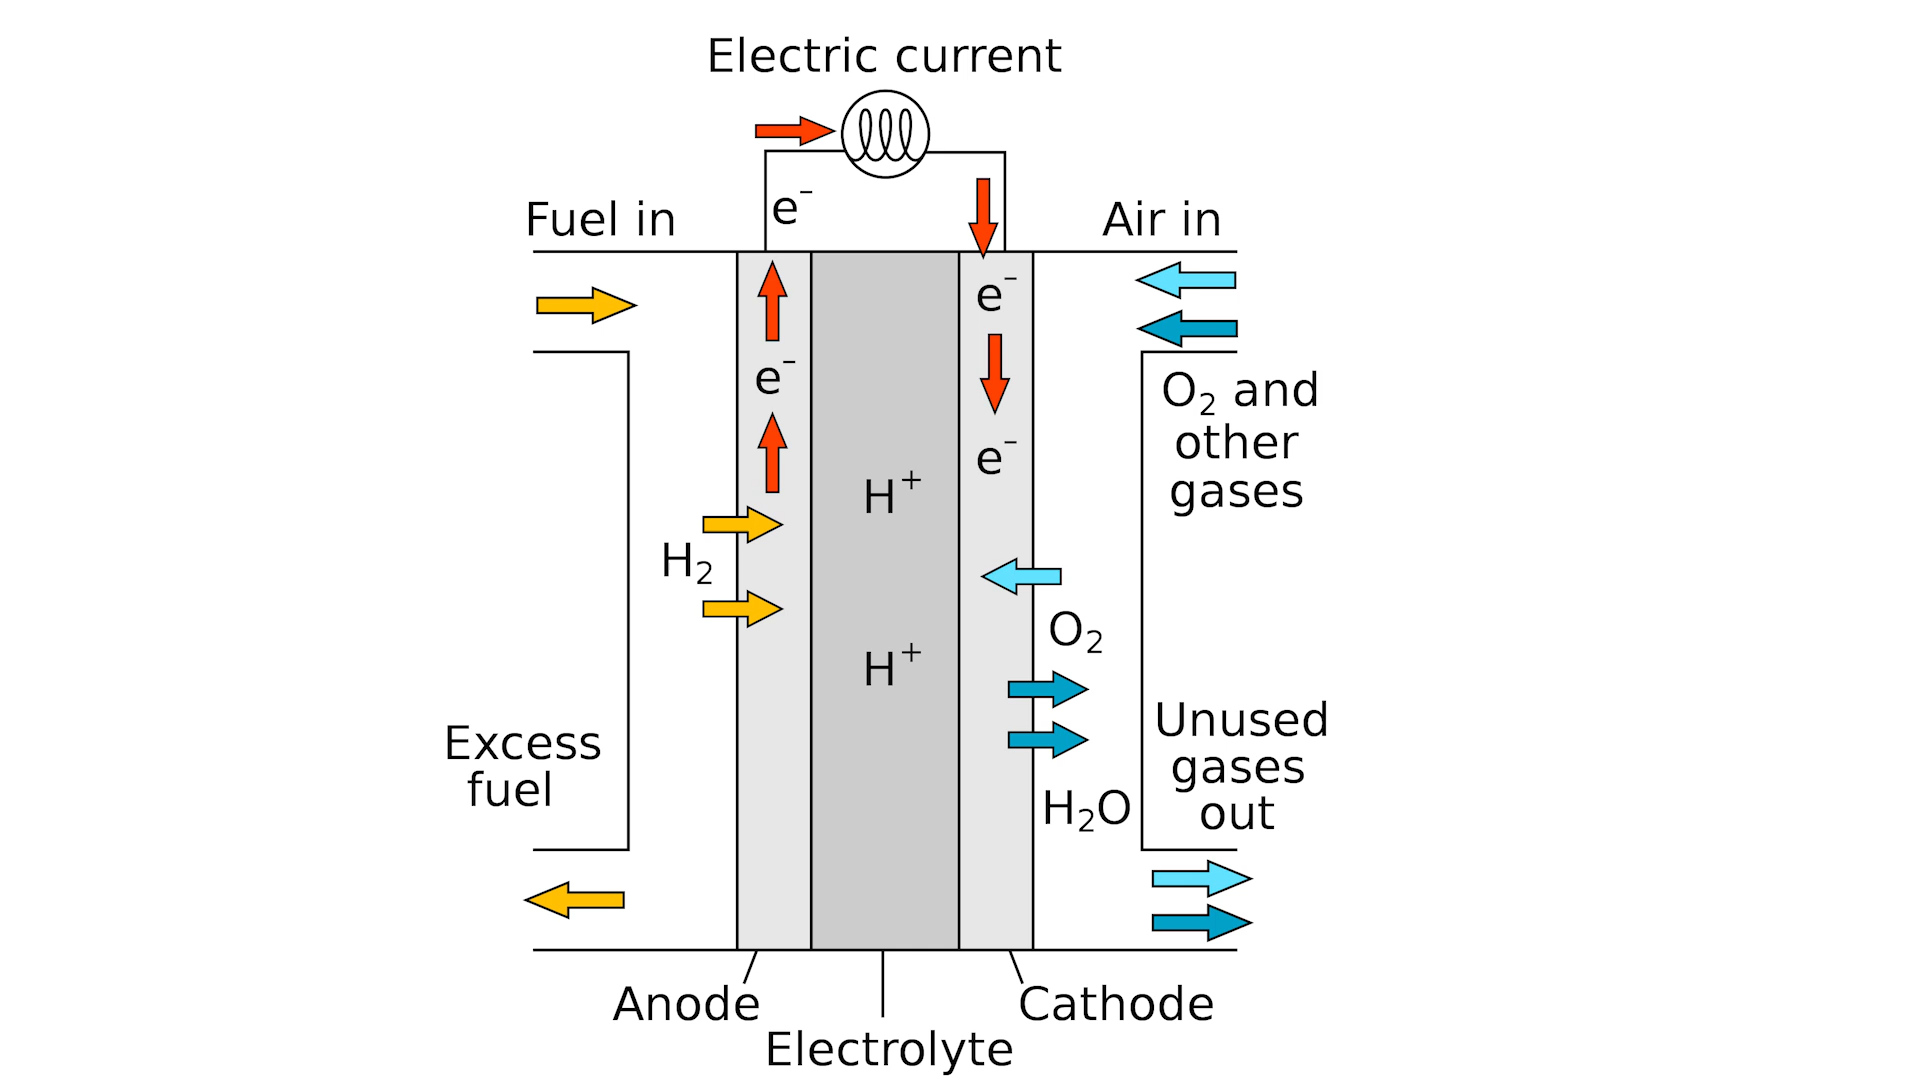 Electric current
e⁻
Fuel in
Air in
e⁻
e⁻
O₂ and
other
gases
e⁻
H⁺
H₂
O₂
H⁺
Excess
fuel
Unused
gases
out
H₂O
Anode
Cathode
Electrolyte